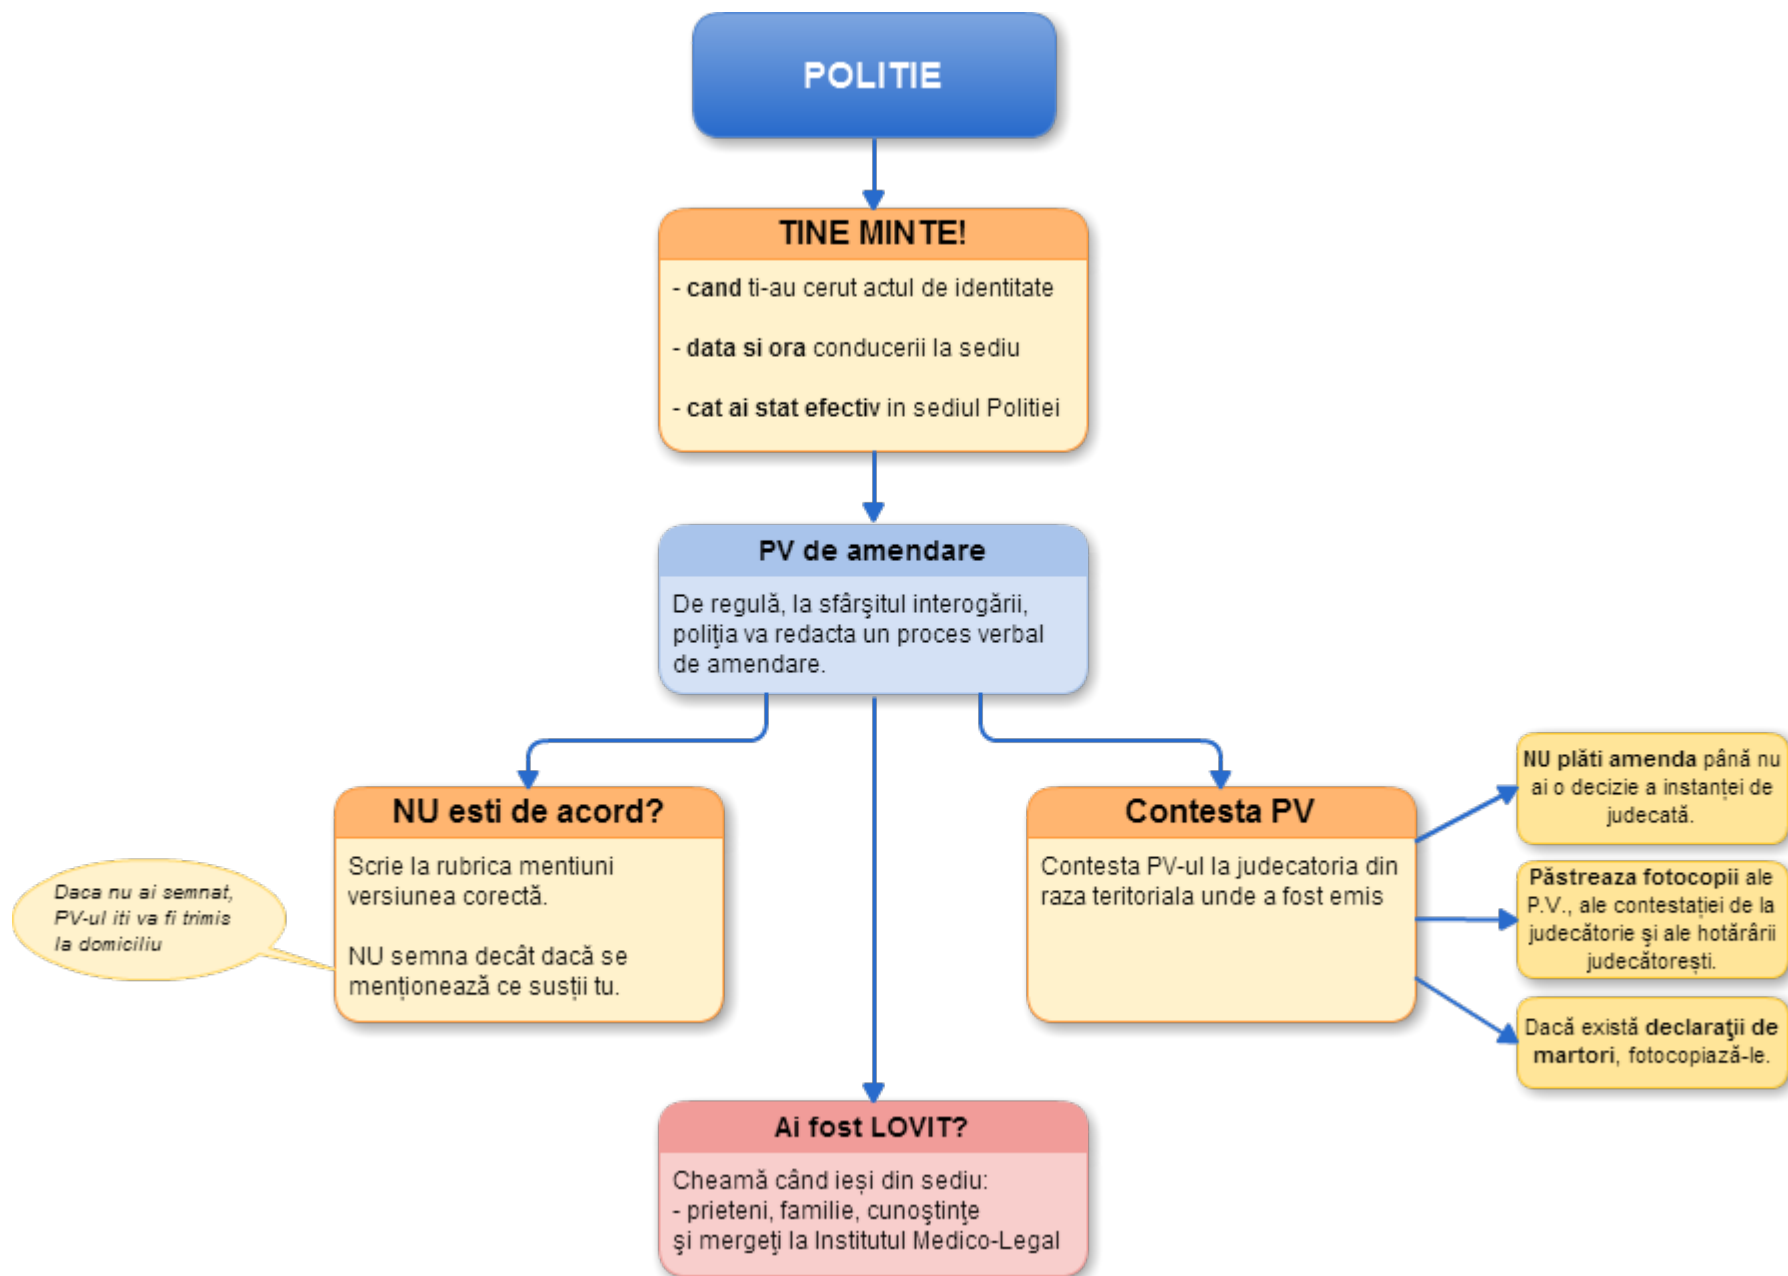 POLITIE
TINE MINTE!
- cand ti-au cerut actul de identitate
- data si ora conducerii la sediu
- cat ai stat efectiv in sediul Politiei
PV de amendare
De regulă, la sfârşitul interogării,
poliţia va redacta un proces verbal
de amendare.
NU esti de acord?
Scrie la rubrica mentiuni
versiunea corectă.
NU semna decât dacă se
menționează ce susții tu.
Daca nu ai semnat,
PV-ul iti va fi trimis
la domiciliu
Contesta PV
Contesta PV-ul la judecatoria din
raza teritoriala unde a fost emis
NU plăti amenda până nu
ai o decizie a instanței de
judecată.
Păstreaza fotocopii ale
P.V., ale contestației de la
judecătorie şi ale hotărârii
judecătorești.
Dacă există declaraţii de
martori, fotocopiază-le.
Ai fost LOVIT?
Cheamă când ieși din sediu:
- prieteni, familie, cunoştinţe
şi mergeţi la Institutul Medico-Legal